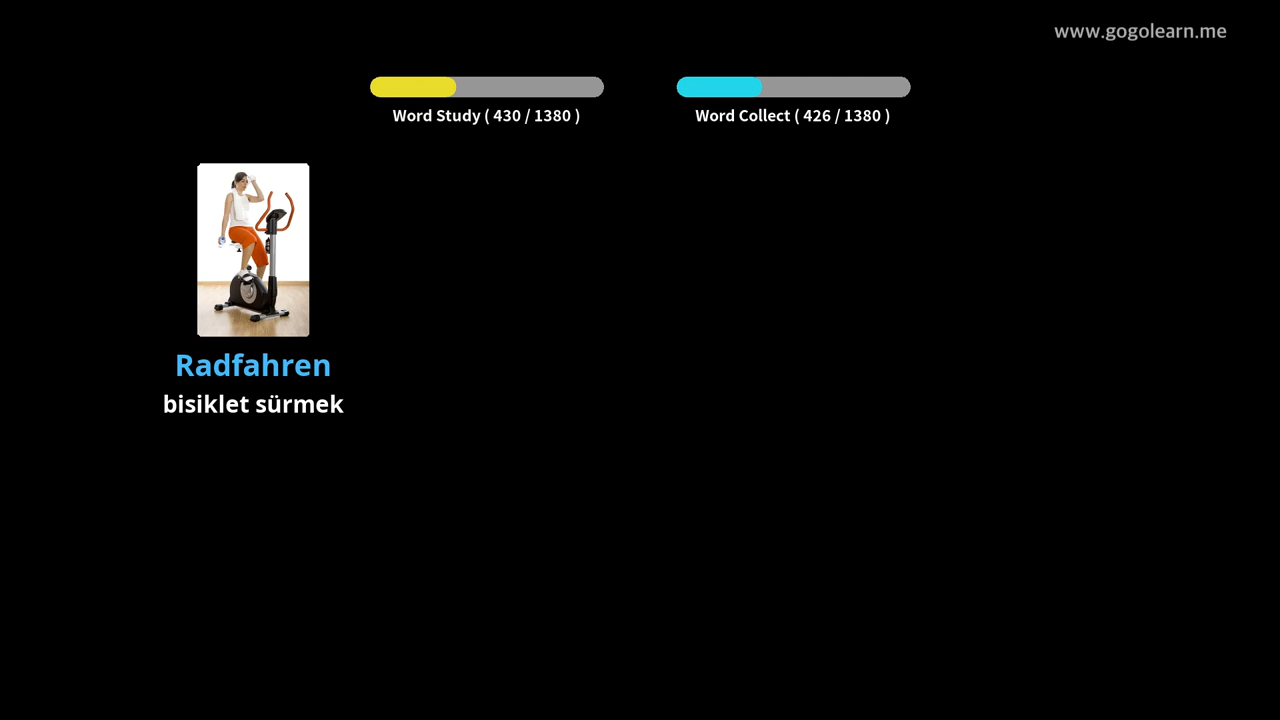 www.gogolearn.me
Word Study ( 430 / 1380 )
Word Collect ( 426 / 1380 )
Radfahren
bisiklet sürmek